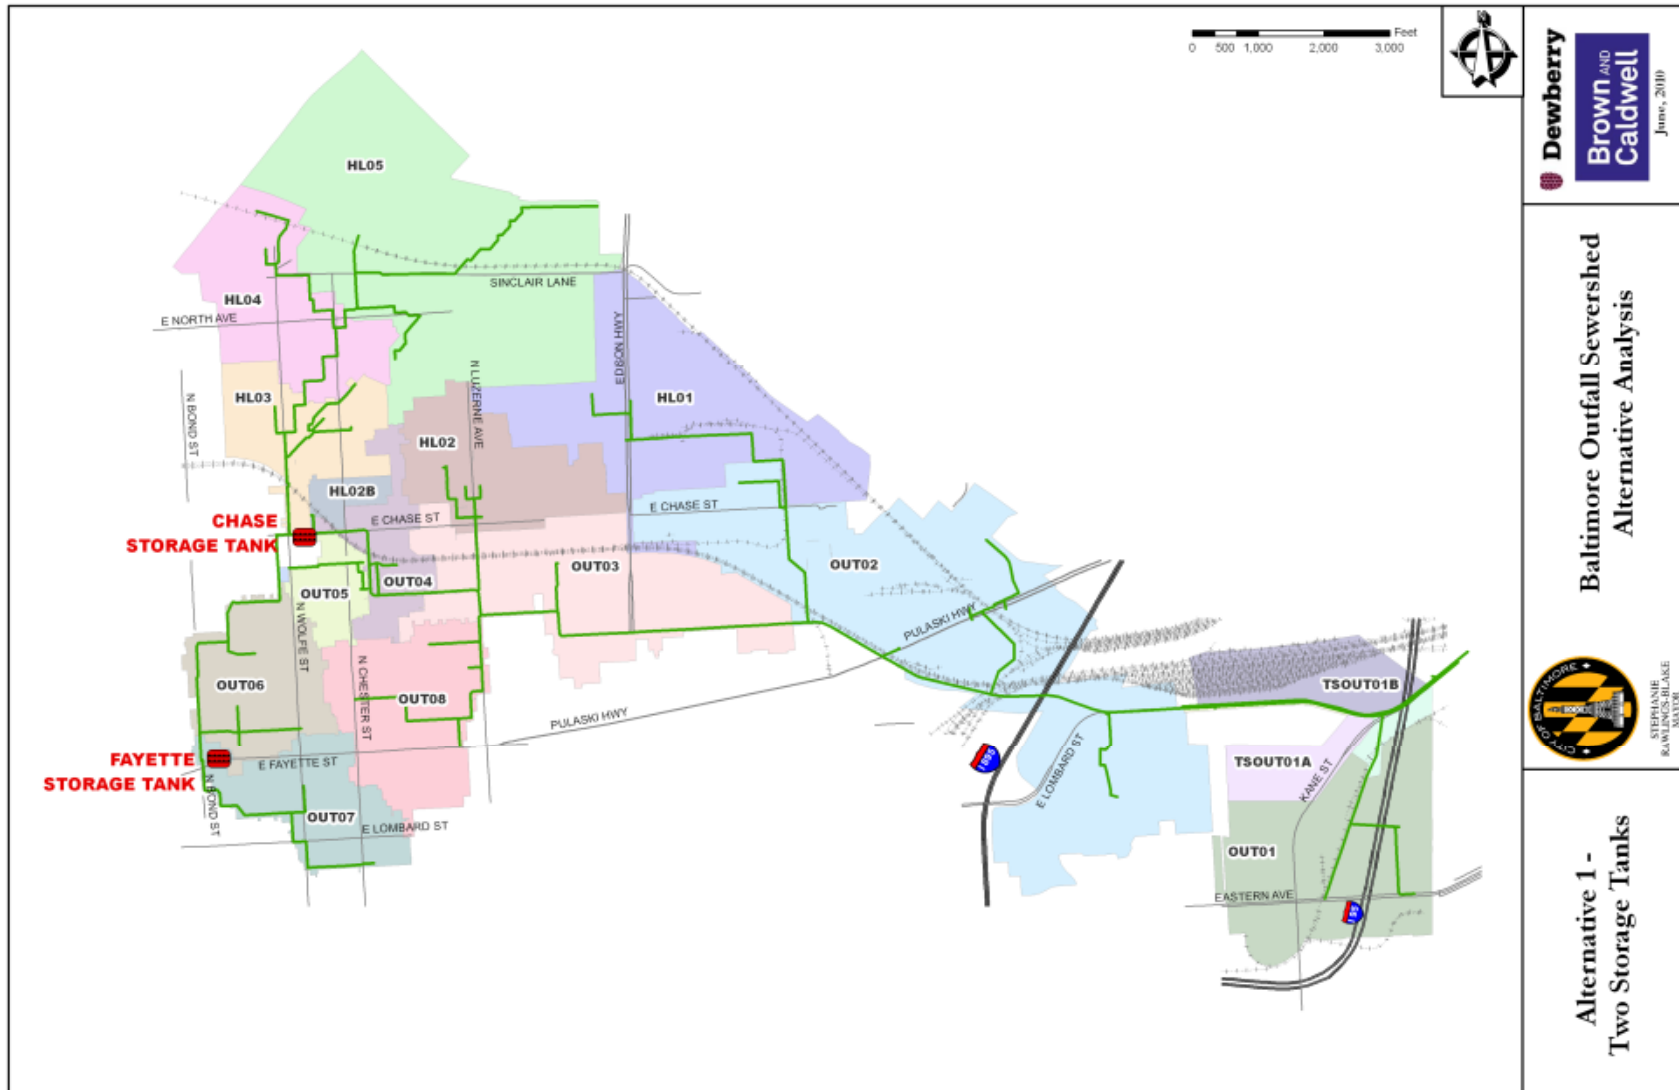 Feet
0 500 1,000 2,000 3,000
HL05
SINCLAIR LANE
HL04
E NORTH AVE
EDISON HWY
N LUZERNE AVE
N BOND ST
HL03
HL01
HL02
HL02B
E CHASE ST
E CHASE ST
CHASE
STORAGE TANK
OUT03
OUT02
OUT04
OUT05
N WOLFE ST
PULASKI HWY
N CHESTER ST
OUT06
OUT08
TSOUT01B
PULASKI HWY
FAYETTE
STORAGE TANK
E FAYETTE ST
N BOND ST
I 895
E LOMBARD ST
TSOUT01A
KANE ST
OUT07
E LOMBARD ST
OUT01
EASTERN AVE
I 95
Dewberry
Brown AND
Caldwell
June, 2010
Baltimore Outfall Sewershed
Alternative Analysis
CITY OF BALTIMORE
STEPHANIE
RAWLINGS-BLAKE
MAYOR
Alternative 1 -
Two Storage Tanks